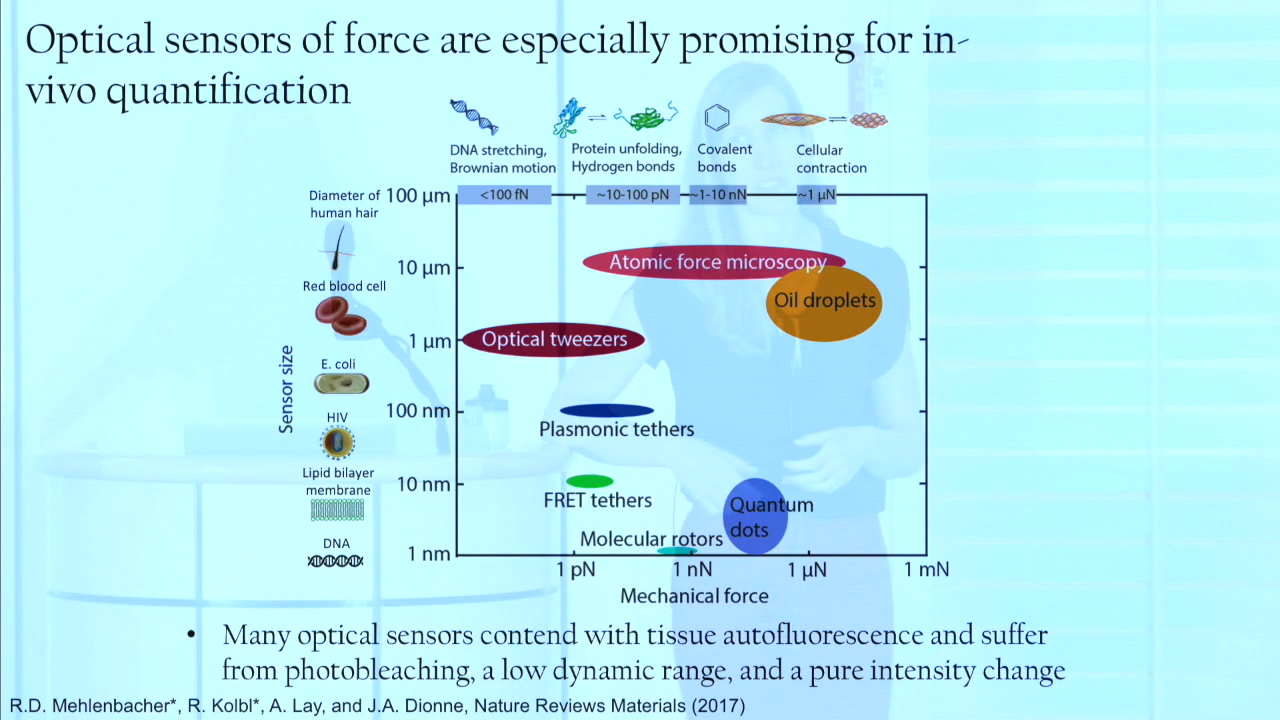 Optical sensors of force are especially promising for in-
vivo quantification
DNA stretching,
Brownian motion
Protein unfolding,
Hydrogen bonds
Covalent
bonds
Cellular
contraction
<100 fN
~10-100 pN
~1-10 nN
~1 µN
Diameter of
human hair
Red blood cell
E. coli
HIV
Lipid bilayer
membrane
DNA
Sensor size
100 µm
10 µm
1 µm
100 nm
10 nm
1 nm
Atomic force microscopy
Oil droplets
Optical tweezers
Plasmonic tethers
FRET tethers
Quantum
dots
Molecular rotors
1 pN
1 nN
1 µN
1 mN
Mechanical force
• Many optical sensors contend with tissue autofluorescence and suffer
from photobleaching, a low dynamic range, and a pure intensity change
R.D. Mehlenbacher*, R. Kolbl*, A. Lay, and J.A. Dionne, Nature Reviews Materials (2017)